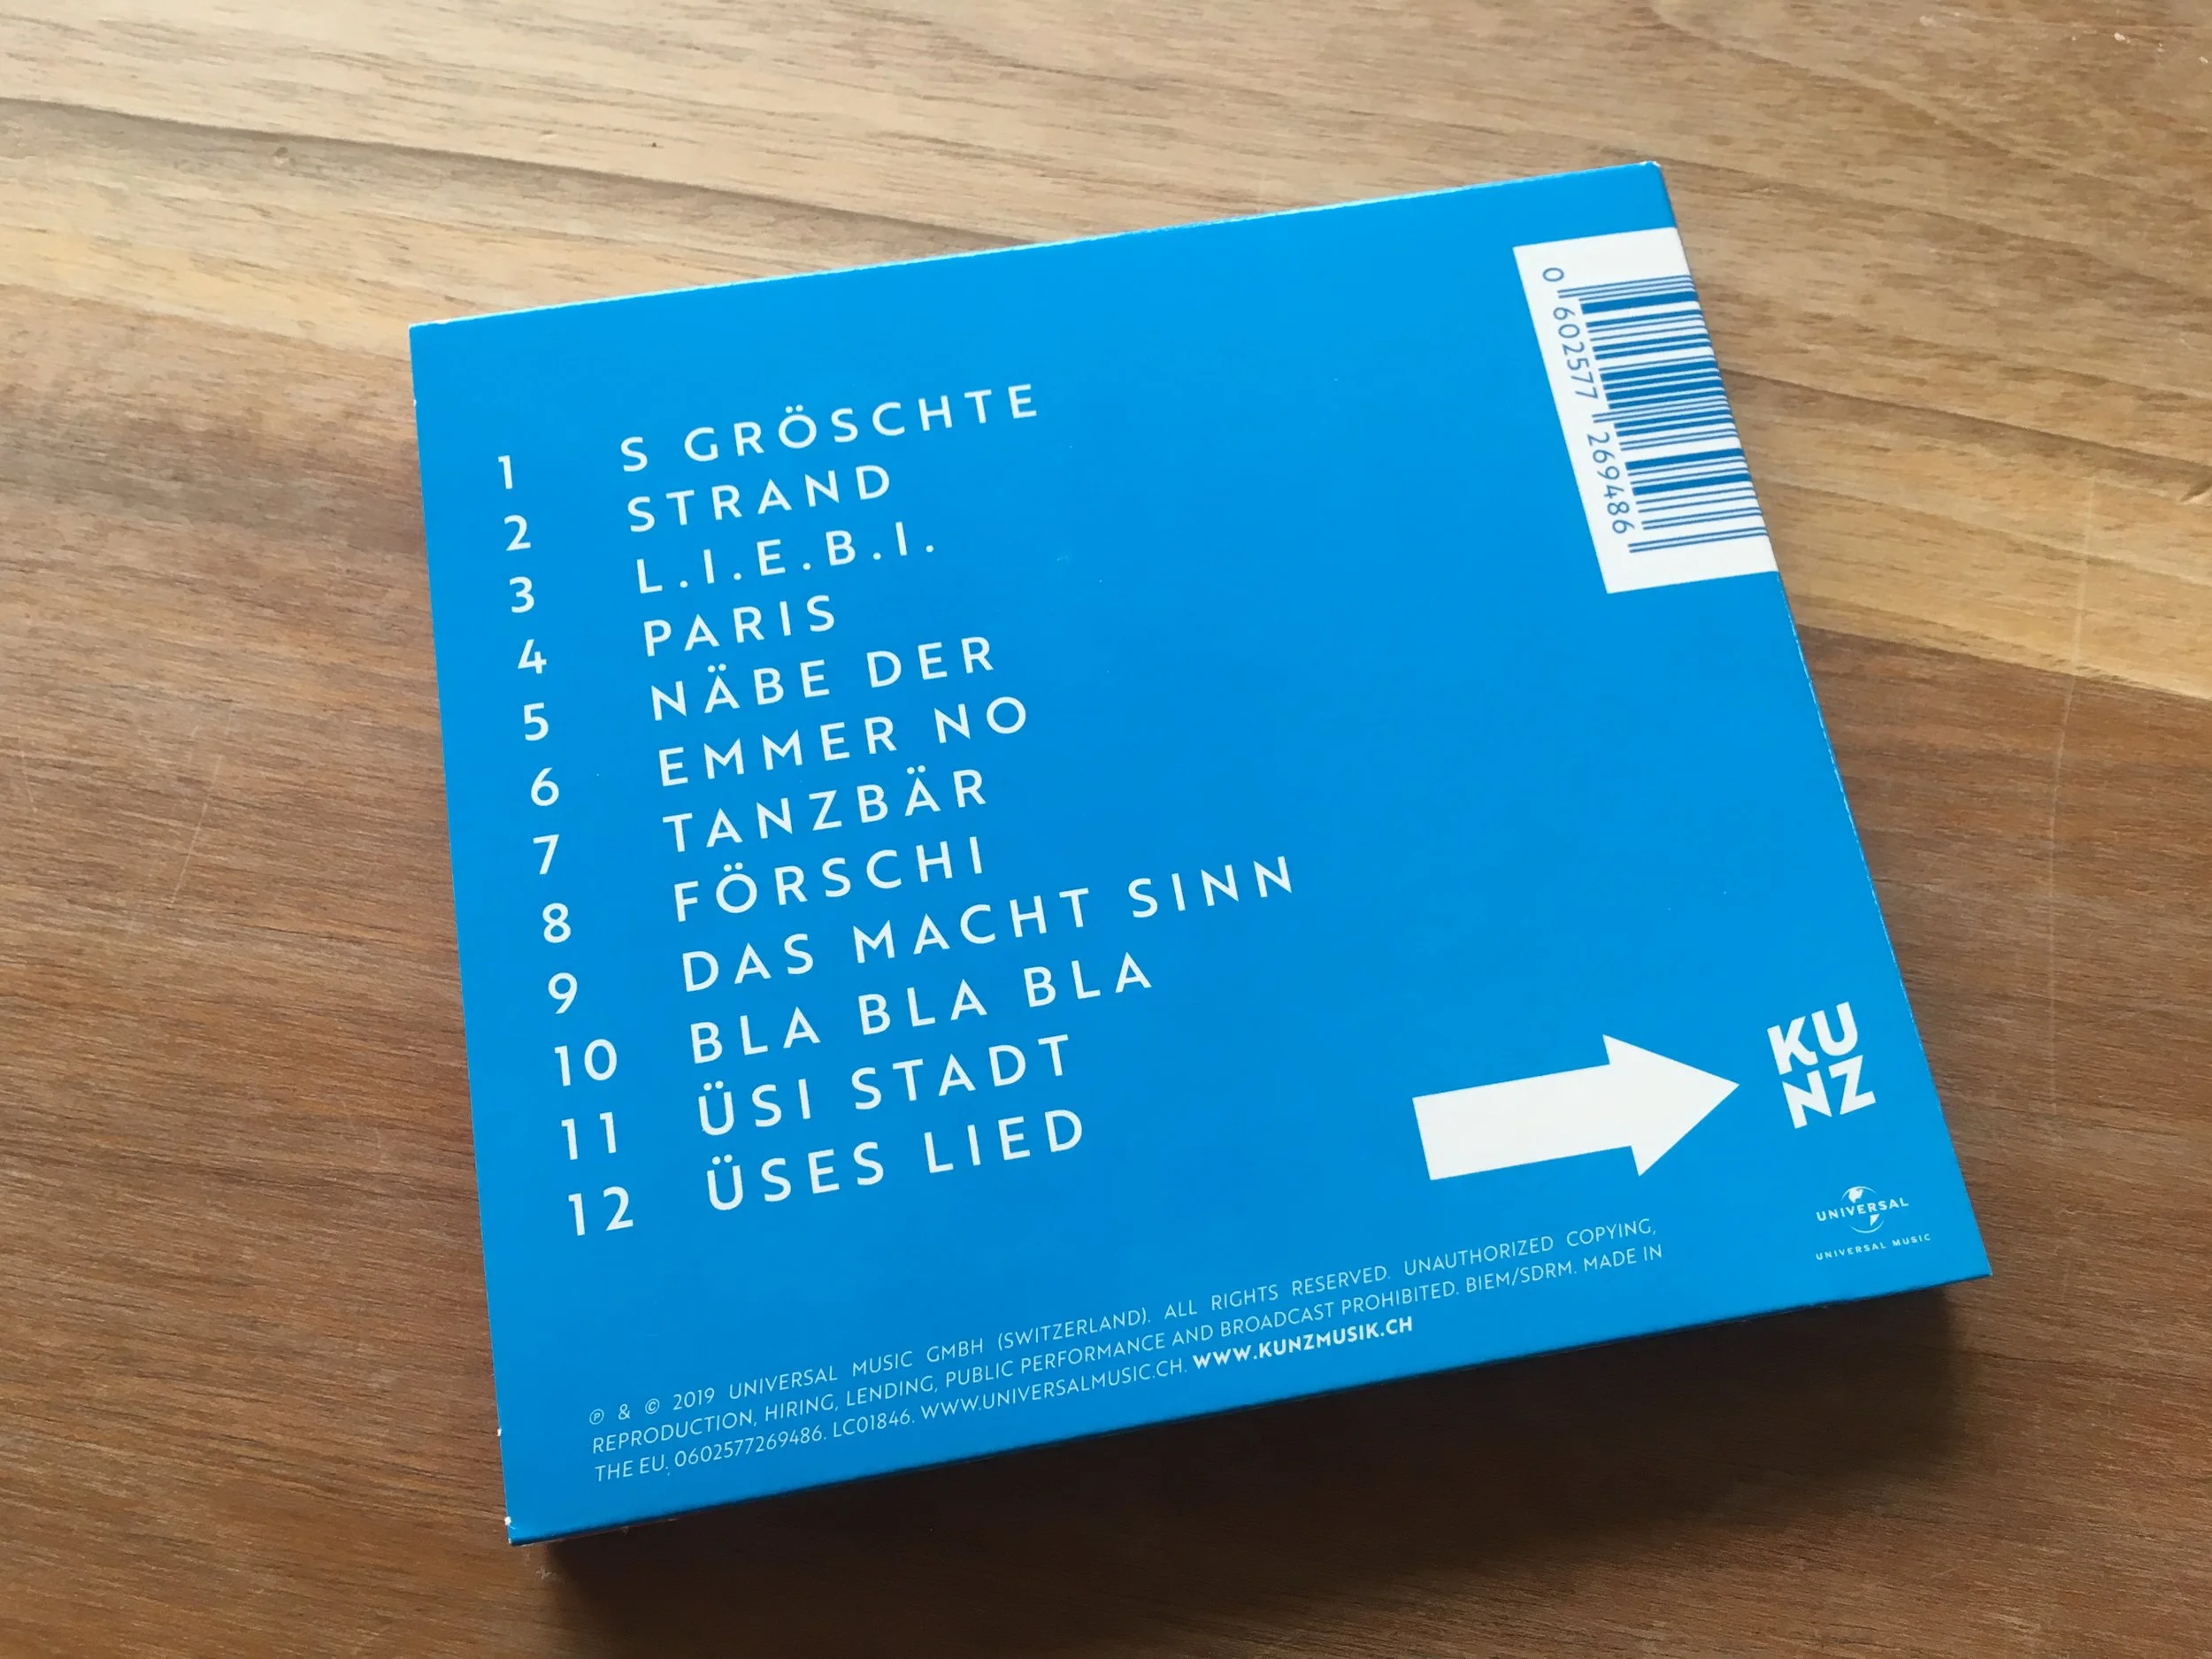 1 S GRÖSCHTE
2 STRAND
3 L.I.E.B.I.
4 PARIS
5 NÄBE DER
6 EMMER NO
7 TANZBÄR
8 FÖRSCHI
9 DAS MACHT SINN
10 BLA BLA BLA
11 ÜSI STADT
12 ÜSES LIED
0 602577 269486
KU
NZ
UNIVERSAL
UNIVERSAL MUSIC
℗ & © 2019 UNIVERSAL MUSIC GMBH (SWITZERLAND). ALL RIGHTS RESERVED. UNAUTHORIZED COPYING,
REPRODUCTION, HIRING, LENDING, PUBLIC PERFORMANCE AND BROADCAST PROHIBITED. BIEM/SDRM. MADE IN
THE EU. 0602577269486. LC01846. WWW.UNIVERSALMUSIC.CH. WWW.KUNZMUSIK.CH